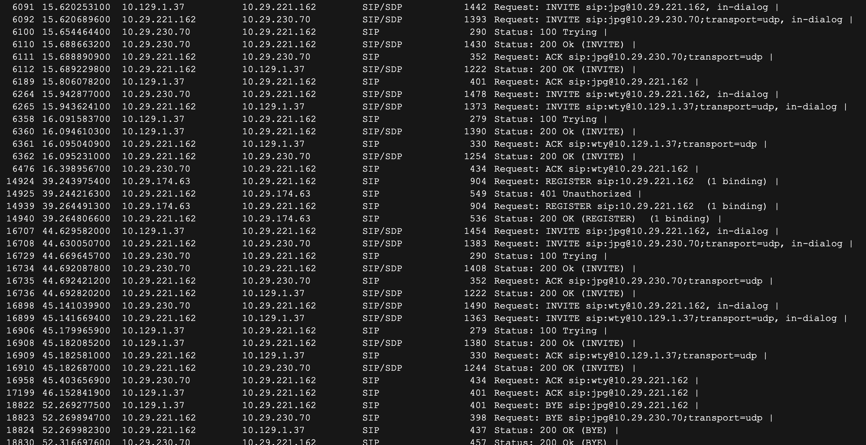 6091 15.620253100 10.129.1.37 10.29.221.162 SIP/SDP 1442 Request: INVITE sip:jpg@10.29.221.162, in-dialog |
6092 15.620689600 10.29.221.162 10.29.230.70 SIP/SDP 1393 Request: INVITE sip:jpg@10.29.230.70;transport=udp, in-dialog |
6100 15.654464400 10.29.230.70 10.29.221.162 SIP 290 Status: 100 Trying |
6110 15.688663200 10.29.230.70 10.29.221.162 SIP/SDP 1430 Status: 200 Ok (INVITE) |
6111 15.688890900 10.29.221.162 10.29.230.70 SIP 352 Request: ACK sip:jpg@10.29.230.70;transport=udp |
6112 15.689229800 10.29.221.162 10.129.1.37 SIP/SDP 1222 Status: 200 OK (INVITE) |
6189 15.806078200 10.129.1.37 10.29.221.162 SIP 401 Request: ACK sip:jpg@10.29.221.162 |
6264 15.942877000 10.29.230.70 10.29.221.162 SIP/SDP 1478 Request: INVITE sip:wty@10.29.221.162, in-dialog |
6265 15.943624100 10.29.221.162 10.129.1.37 SIP/SDP 1373 Request: INVITE sip:wty@10.129.1.37;transport=udp, in-dialog |
6358 16.091583700 10.129.1.37 10.29.221.162 SIP 279 Status: 100 Trying |
6360 16.094610300 10.129.1.37 10.29.221.162 SIP/SDP 1390 Status: 200 Ok (INVITE) |
6361 16.095040900 10.29.221.162 10.129.1.37 SIP 330 Request: ACK sip:wty@10.129.1.37;transport=udp |
6362 16.095231000 10.29.221.162 10.29.230.70 SIP/SDP 1254 Status: 200 OK (INVITE) |
6476 16.398956700 10.29.230.70 10.29.221.162 SIP 434 Request: ACK sip:wty@10.29.221.162 |
14924 39.243975400 10.29.174.63 10.29.221.162 SIP 904 Request: REGISTER sip:10.29.221.162 (1 binding) |
14925 39.244216300 10.29.221.162 10.29.174.63 SIP 549 Status: 401 Unauthorized |
14939 39.264491300 10.29.174.63 10.29.221.162 SIP 904 Request: REGISTER sip:10.29.221.162 (1 binding) |
14940 39.264806600 10.29.221.162 10.29.174.63 SIP 536 Status: 200 OK (REGISTER) (1 binding) |
16707 44.629582000 10.129.1.37 10.29.221.162 SIP/SDP 1454 Request: INVITE sip:jpg@10.29.221.162, in-dialog |
16708 44.630050700 10.29.221.162 10.29.230.70 SIP/SDP 1383 Request: INVITE sip:jpg@10.29.230.70;transport=udp, in-dialog |
16729 44.669645700 10.29.230.70 10.29.221.162 SIP 290 Status: 100 Trying |
16734 44.692087800 10.29.230.70 10.29.221.162 SIP/SDP 1408 Status: 200 Ok (INVITE) |
16735 44.692421200 10.29.221.162 10.29.230.70 SIP 352 Request: ACK sip:jpg@10.29.230.70;transport=udp |
16736 44.692820200 10.29.221.162 10.129.1.37 SIP/SDP 1222 Status: 200 OK (INVITE) |
16898 45.141039900 10.29.230.70 10.29.221.162 SIP/SDP 1490 Request: INVITE sip:wty@10.29.221.162, in-dialog |
16899 45.141669400 10.29.221.162 10.129.1.37 SIP/SDP 1363 Request: INVITE sip:wty@10.129.1.37;transport=udp, in-dialog |
16906 45.179965900 10.129.1.37 10.29.221.162 SIP 279 Status: 100 Trying |
16908 45.182085200 10.129.1.37 10.29.221.162 SIP/SDP 1380 Status: 200 Ok (INVITE) |
16909 45.182581000 10.29.221.162 10.129.1.37 SIP 330 Request: ACK sip:wty@10.129.1.37;transport=udp |
16910 45.182687000 10.29.221.162 10.29.230.70 SIP/SDP 1244 Status: 200 OK (INVITE) |
16958 45.403656900 10.29.230.70 10.29.221.162 SIP 434 Request: ACK sip:wty@10.29.221.162 |
17199 46.152841900 10.129.1.37 10.29.221.162 SIP 401 Request: ACK sip:jpg@10.29.221.162 |
18822 52.269277500 10.129.1.37 10.29.221.162 SIP 401 Request: BYE sip:jpg@10.29.221.162 |
18823 52.269894700 10.29.221.162 10.29.230.70 SIP 398 Request: BYE sip:jpg@10.29.230.70;transport=udp |
18824 52.269982300 10.29.221.162 10.129.1.37 SIP 437 Status: 200 OK (BYE) |
18830 52.316697600 10.29.230.70 10.29.221.162 SIP 457 Status: 200 Ok (BYE) |